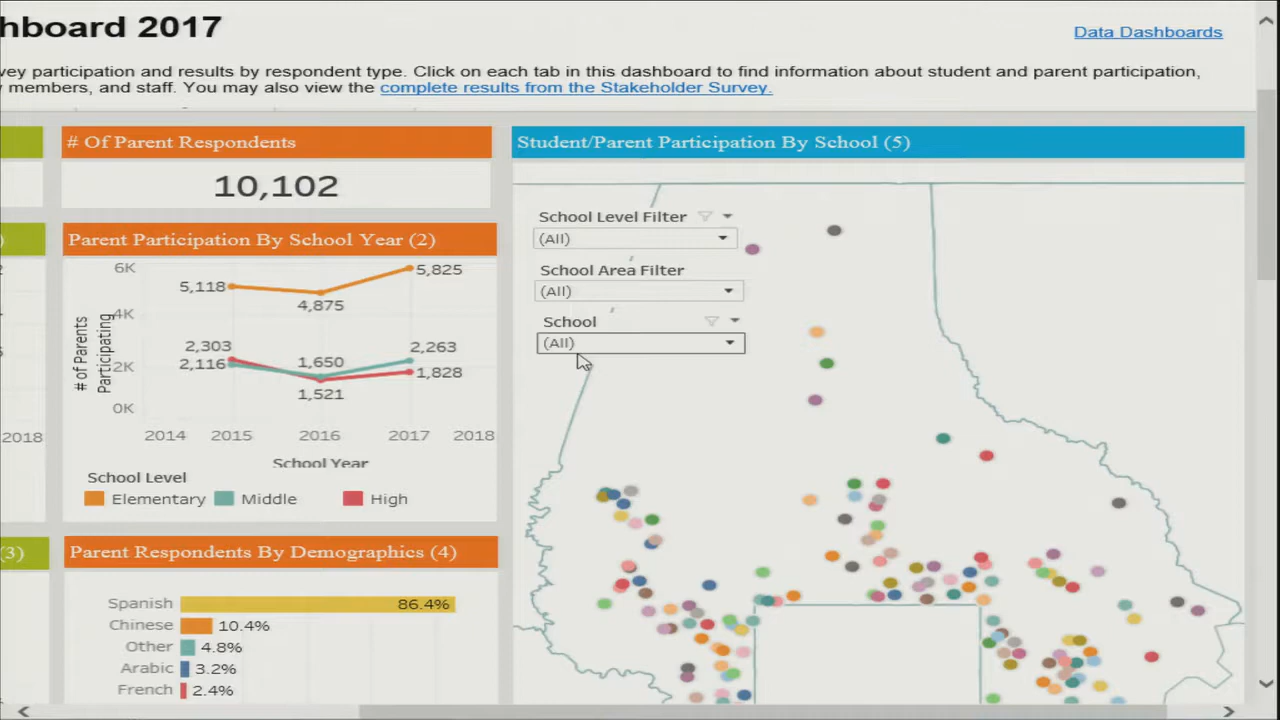 hboard 2017
Data Dashboards
vey participation and results by respondent type. Click on each tab in this dashboard to find information about student and parent participation,
members, and staff. You may also view the complete results from the Stakeholder Survey.
# Of Parent Respondents
10,102
Parent Participation By School Year (2)
6K
4K
2K
0K
# of Parents
Participating
5,118
4,875
5,825
2,303
2,116
1,650
1,521
2,263
1,828
2018
2014
2015
2016
2017
2018
School Year
School Level
Elementary
Middle
High
(3)
Parent Respondents By Demographics (4)
Spanish
86.4%
Chinese
10.4%
Other
4.8%
Arabic
3.2%
French
2.4%
Student/Parent Participation By School (5)
School Level Filter
(All)
School Area Filter
(All)
School
(All)